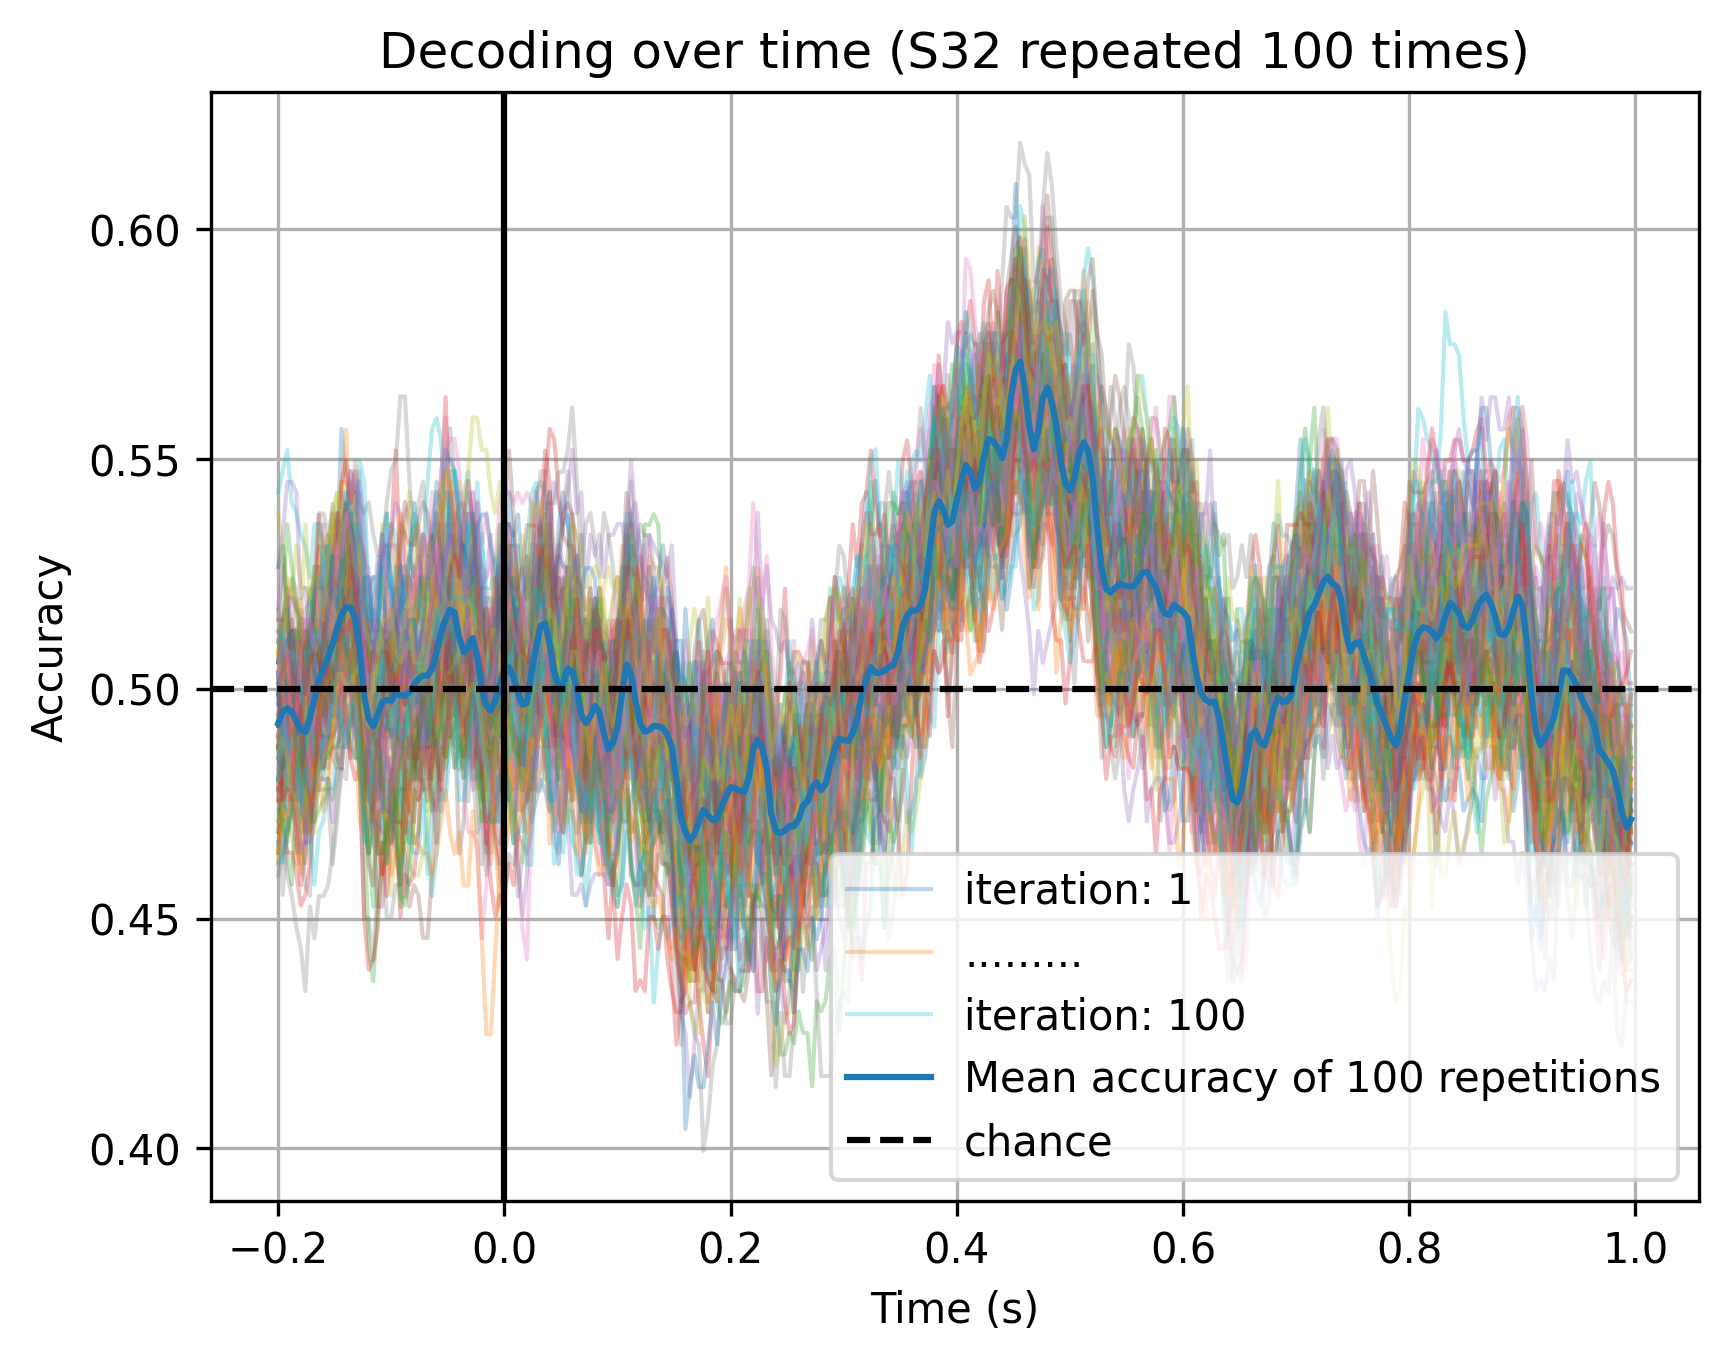 Decoding over time (S32 repeated 100 times)
Accuracy
0.60
0.55
0.50
0.45
0.40
iteration: 1
.........
iteration: 100
Mean accuracy of 100 repetitions
chance
−0.2 0.0 0.2 0.4 0.6 0.8 1.0
Time (s)